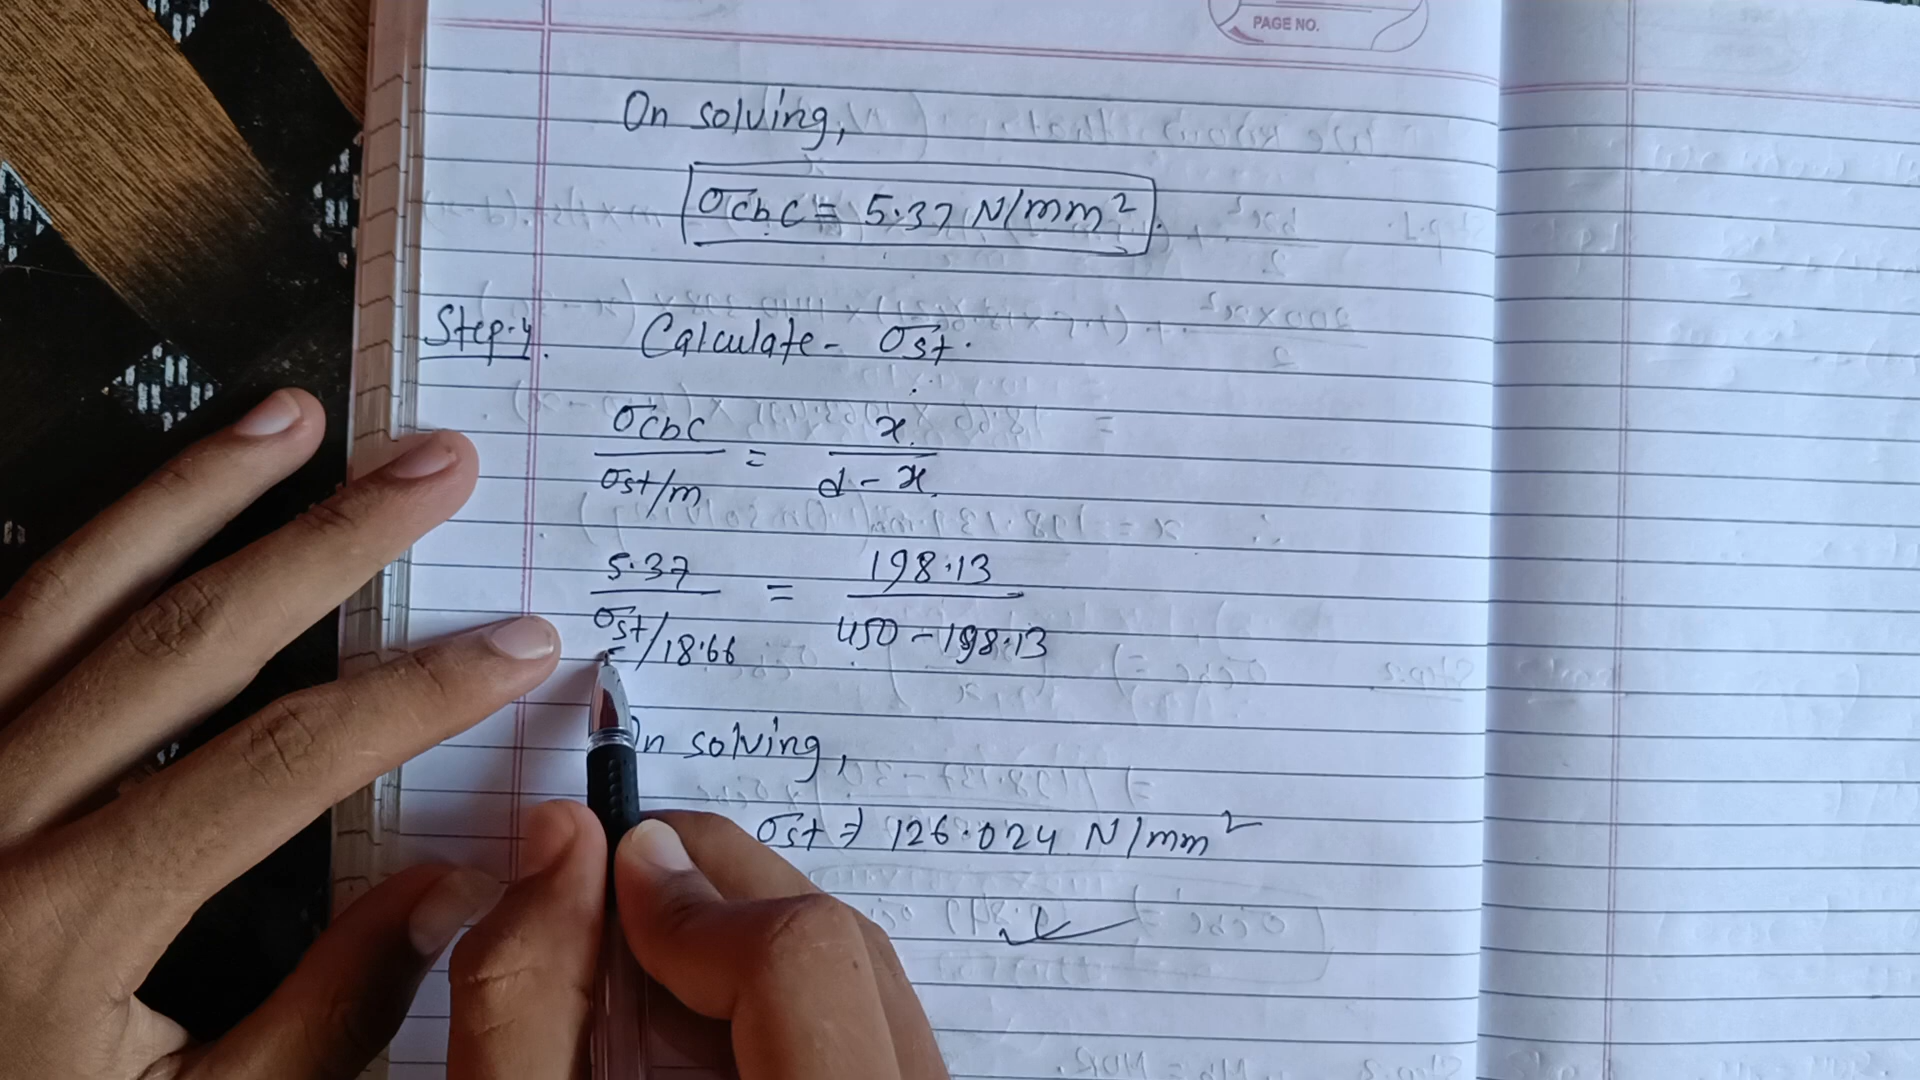 PAGE NO.
On solving,
σcbc = 5.37 N/mm²
Step-4. Calculate - σst.
σcbc / σst/m = x / d - x
5.37 / σst/18.66 = 198.13 / 450 - 198.13
On solving,
σst ⇒ 126.024 N/mm²